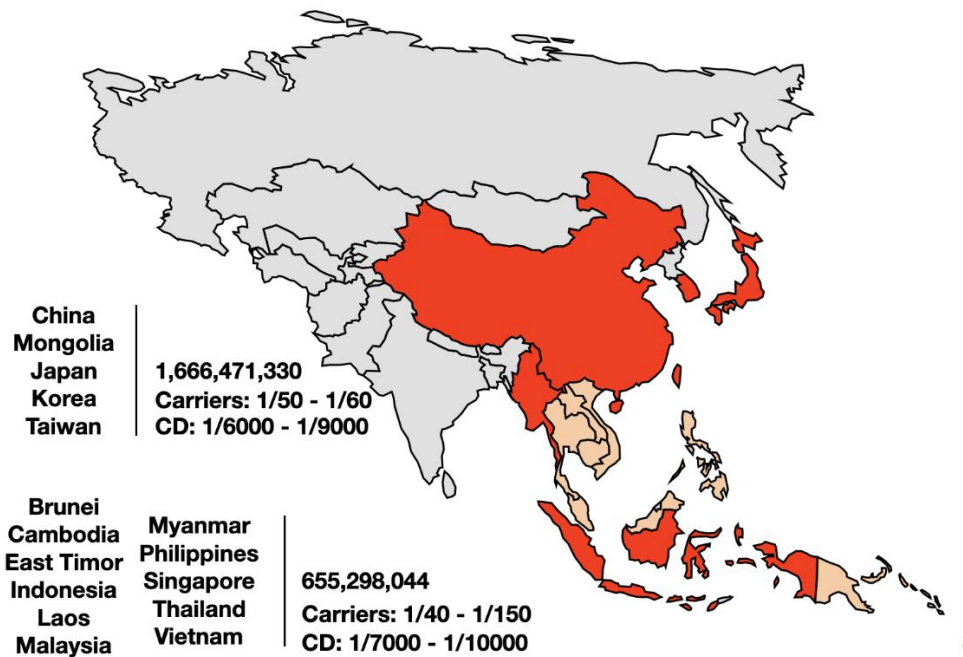 China
Mongolia
Japan
Korea
Taiwan
1,666,471,330
Carriers: 1/50 - 1/60
CD: 1/6000 - 1/9000
Brunei
Cambodia
East Timor
Indonesia
Laos
Malaysia
Myanmar
Philippines
Singapore
Thailand
Vietnam
655,298,044
Carriers: 1/40 - 1/150
CD: 1/7000 - 1/10000